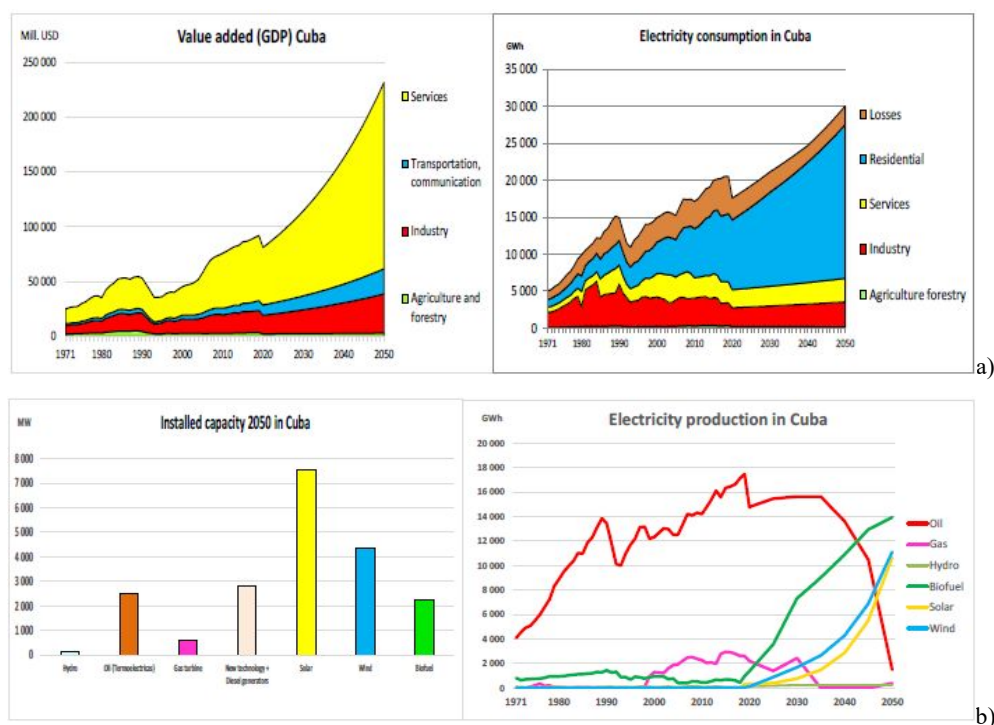 Value added (GDP) Cuba
Mill. USD
250 000
200 000
150 000
100 000
50 000
0
1971
1980
1990
2000
2010
2020
2030
2040
2050
Services
Transportation,
communication
Industry
Agriculture and
forestry
Electricity consumption in Cuba
GWh
35 000
30 000
25 000
20 000
15 000
10 000
5 000
0
1971
1980
1990
2000
2010
2020
2030
2040
2050
Losses
Residential
Services
Industry
Agriculture forestry
a)
Installed capacity 2050 in Cuba
MW
8 000
7 000
6 000
5 000
4 000
3 000
2 000
1 000
0
Hydro
Oil (Termoelectricas)
Gas turbine
New technology +
Diesel generators
Solar
Wind
Biofuel
Electricity production in Cuba
GWh
20 000
18 000
16 000
14 000
12 000
10 000
8 000
6 000
4 000
2 000
0
1971
1980
1990
2000
2010
2020
2030
2040
2050
Oil
Gas
Hydro
Biofuel
Solar
Wind
b)